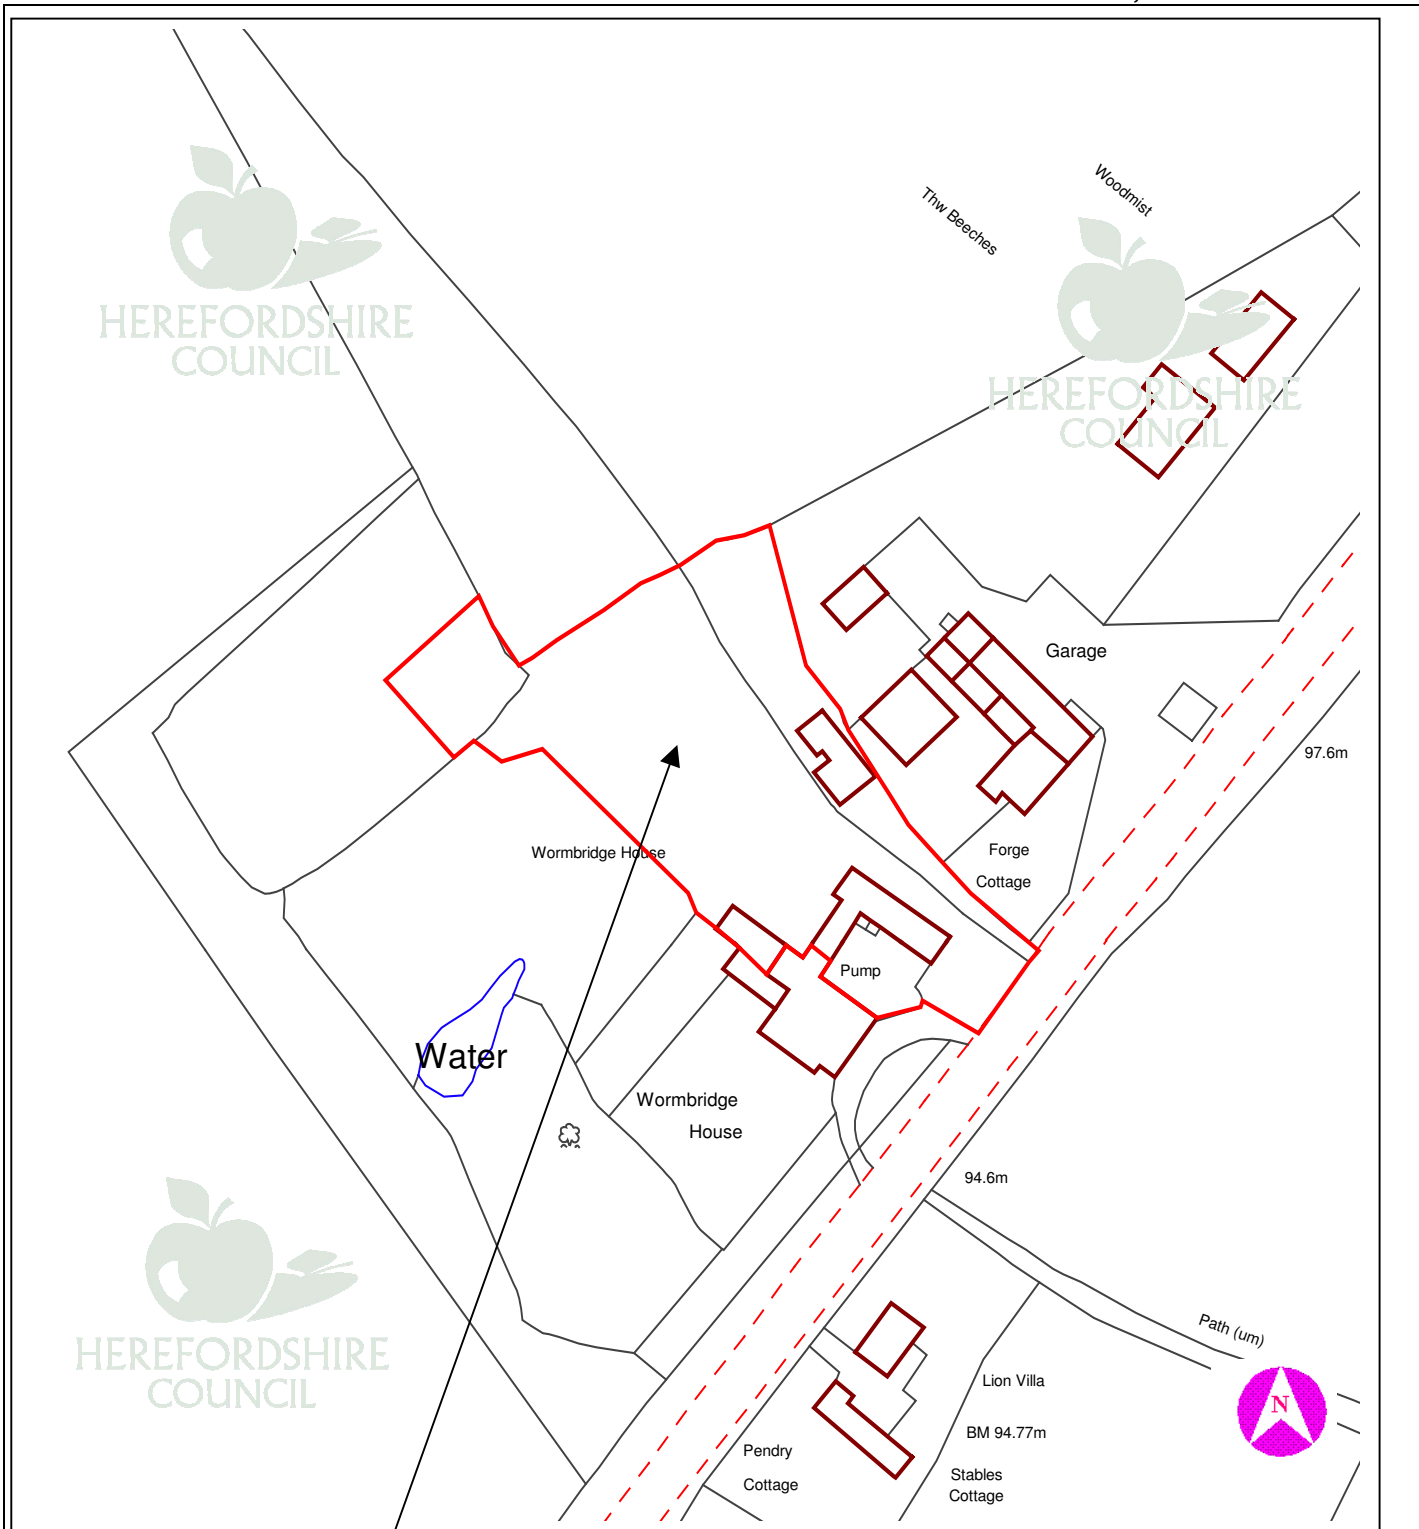 Woodmist
Thw Beeches
HEREFORDSHIRE
COUNCIL
HEREFORDSHIRE
COUNCIL
Garage
97.6m
Wormbridge House
Forge
Cottage
Pump
Water
Wormbridge
House
94.6m
HEREFORDSHIRE
COUNCIL
Path (um)
Lion Villa
N
BM 94.77m
Pendry
Cottage
Stables
Cottage